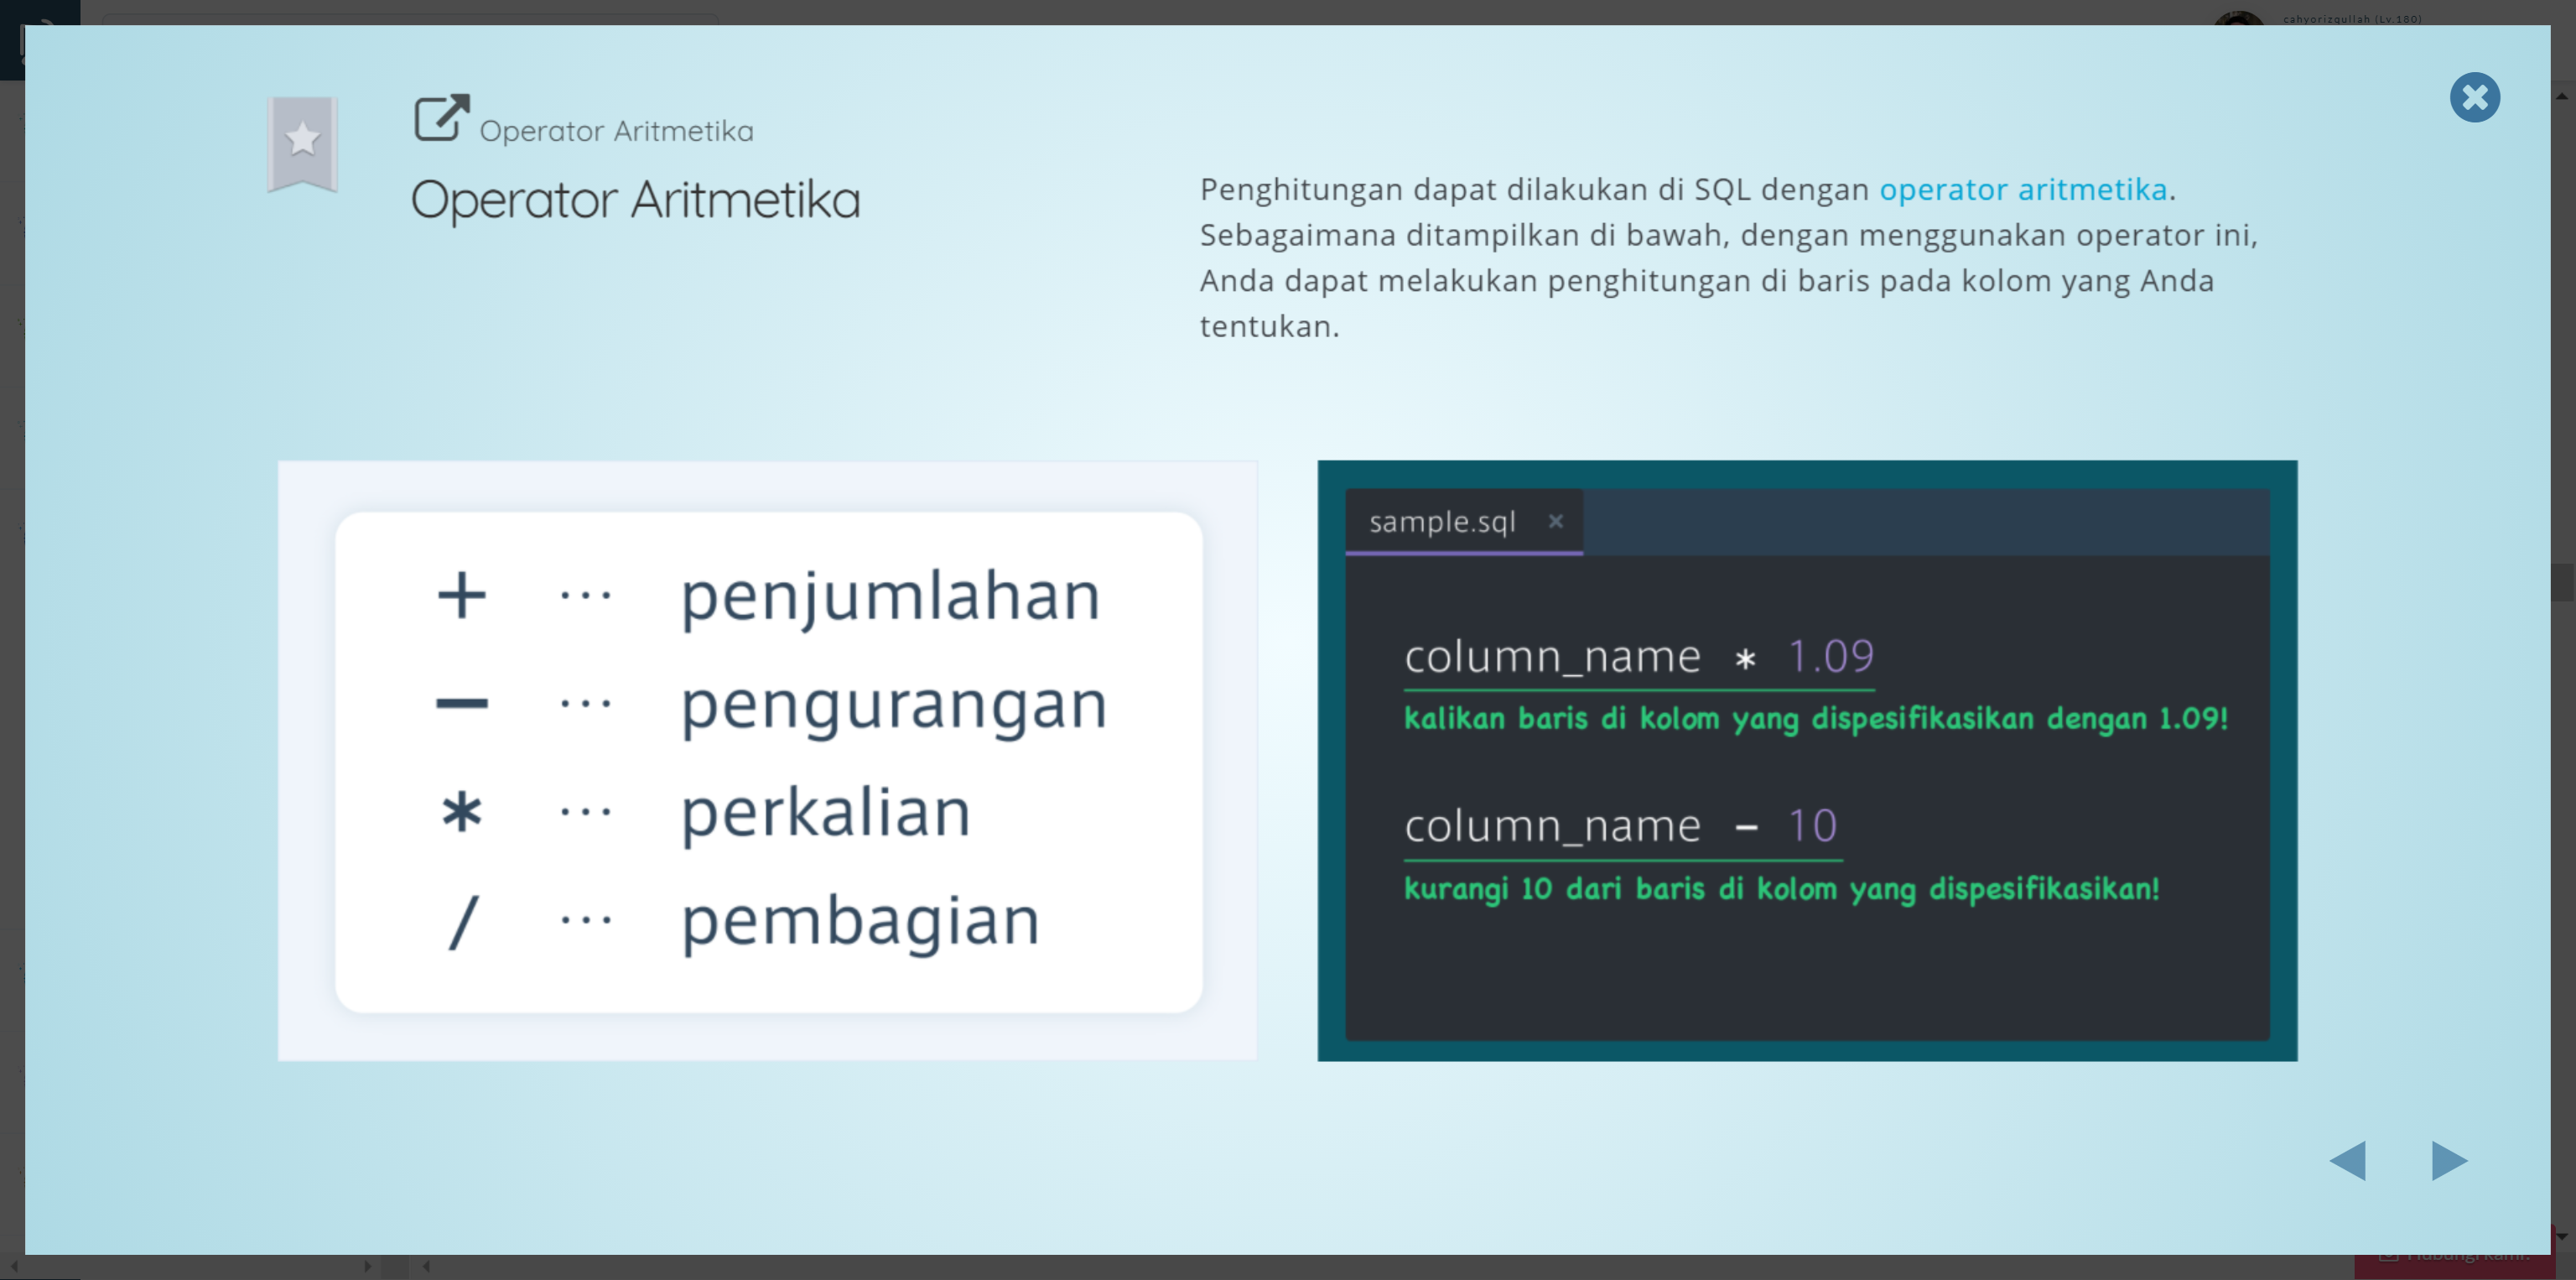 cahyorizqullah (Lv.180)
Operator Aritmetika
Operator Aritmetika
Penghitungan dapat dilakukan di SQL dengan operator aritmetika.
Sebagaimana ditampilkan di bawah, dengan menggunakan operator ini,
Anda dapat melakukan penghitungan di baris pada kolom yang Anda
tentukan.
+ ... penjumlahan
− ... pengurangan
* ... perkalian
/ ... pembagian
sample.sql ×
column_name * 1.09
kalikan baris di kolom yang dispesifikasikan dengan 1.09!
column_name - 10
kurangi 10 dari baris di kolom yang dispesifikasikan!
Hubungi kami!